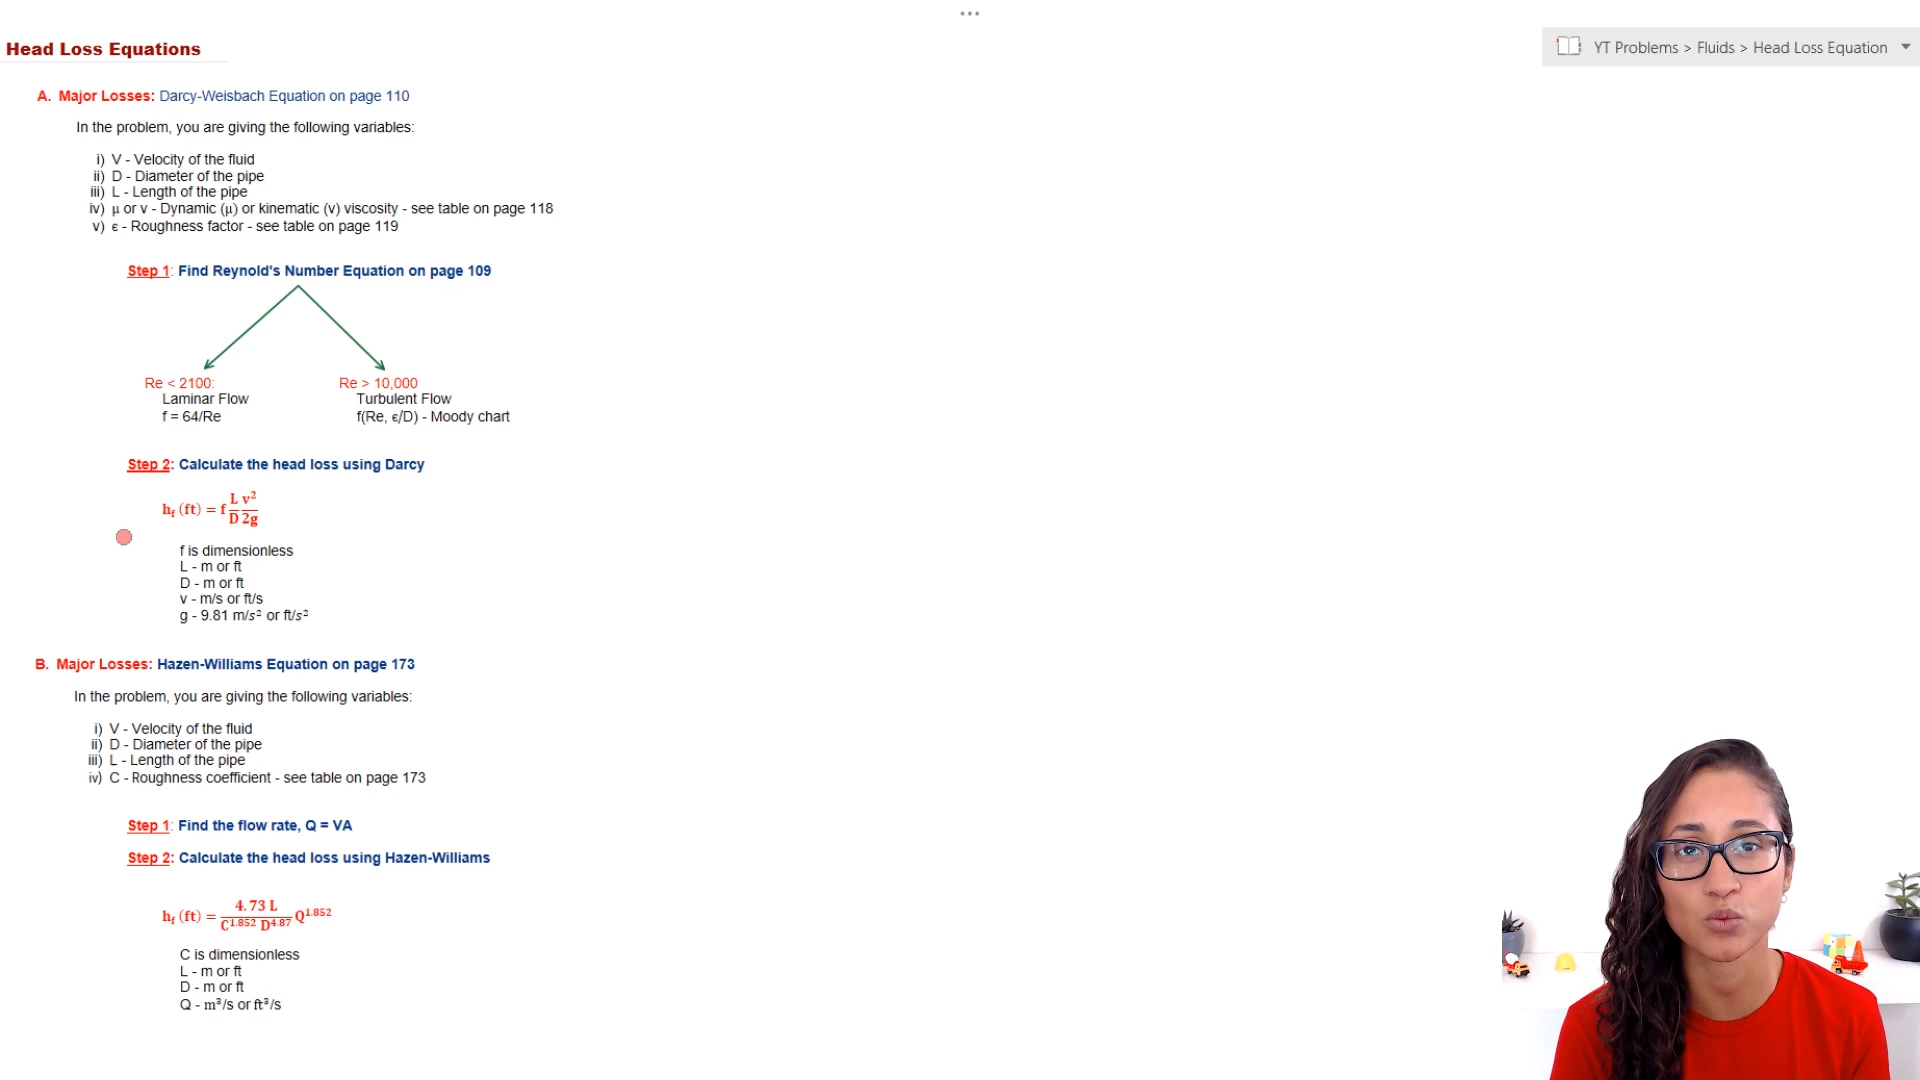 Head Loss Equations
YT Problems > Fluids > Head Loss Equation
A. Major Losses: Darcy-Weisbach Equation on page 110
In the problem, you are giving the following variables:
i) V - Velocity of the fluid
ii) D - Diameter of the pipe
iii) L - Length of the pipe
iv) μ or v - Dynamic (μ) or kinematic (v) viscosity - see table on page 118
v) ϵ - Roughness factor - see table on page 119
Step 1: Find Reynold's Number Equation on page 109
Re < 2100:
Laminar Flow
f = 64/Re
Re > 10,000
Turbulent Flow
f(Re, ϵ/D) - Moody chart
Step 2: Calculate the head loss using Darcy
h_f (ft) = f L/D v²/2g
f is dimensionless
L - m or ft
D - m or ft
v - m/s or ft/s
g - 9.81 m/s² or ft/s²
B. Major Losses: Hazen-Williams Equation on page 173
In the problem, you are giving the following variables:
i) V - Velocity of the fluid
ii) D - Diameter of the pipe
iii) L - Length of the pipe
iv) C - Roughness coefficient - see table on page 173
Step 1: Find the flow rate, Q = VA
Step 2: Calculate the head loss using Hazen-Williams
h_f (ft) = 4.73 L / C^1.852 D^4.87 Q^1.852
C is dimensionless
L - m or ft
D - m or ft
Q - m³/s or ft³/s